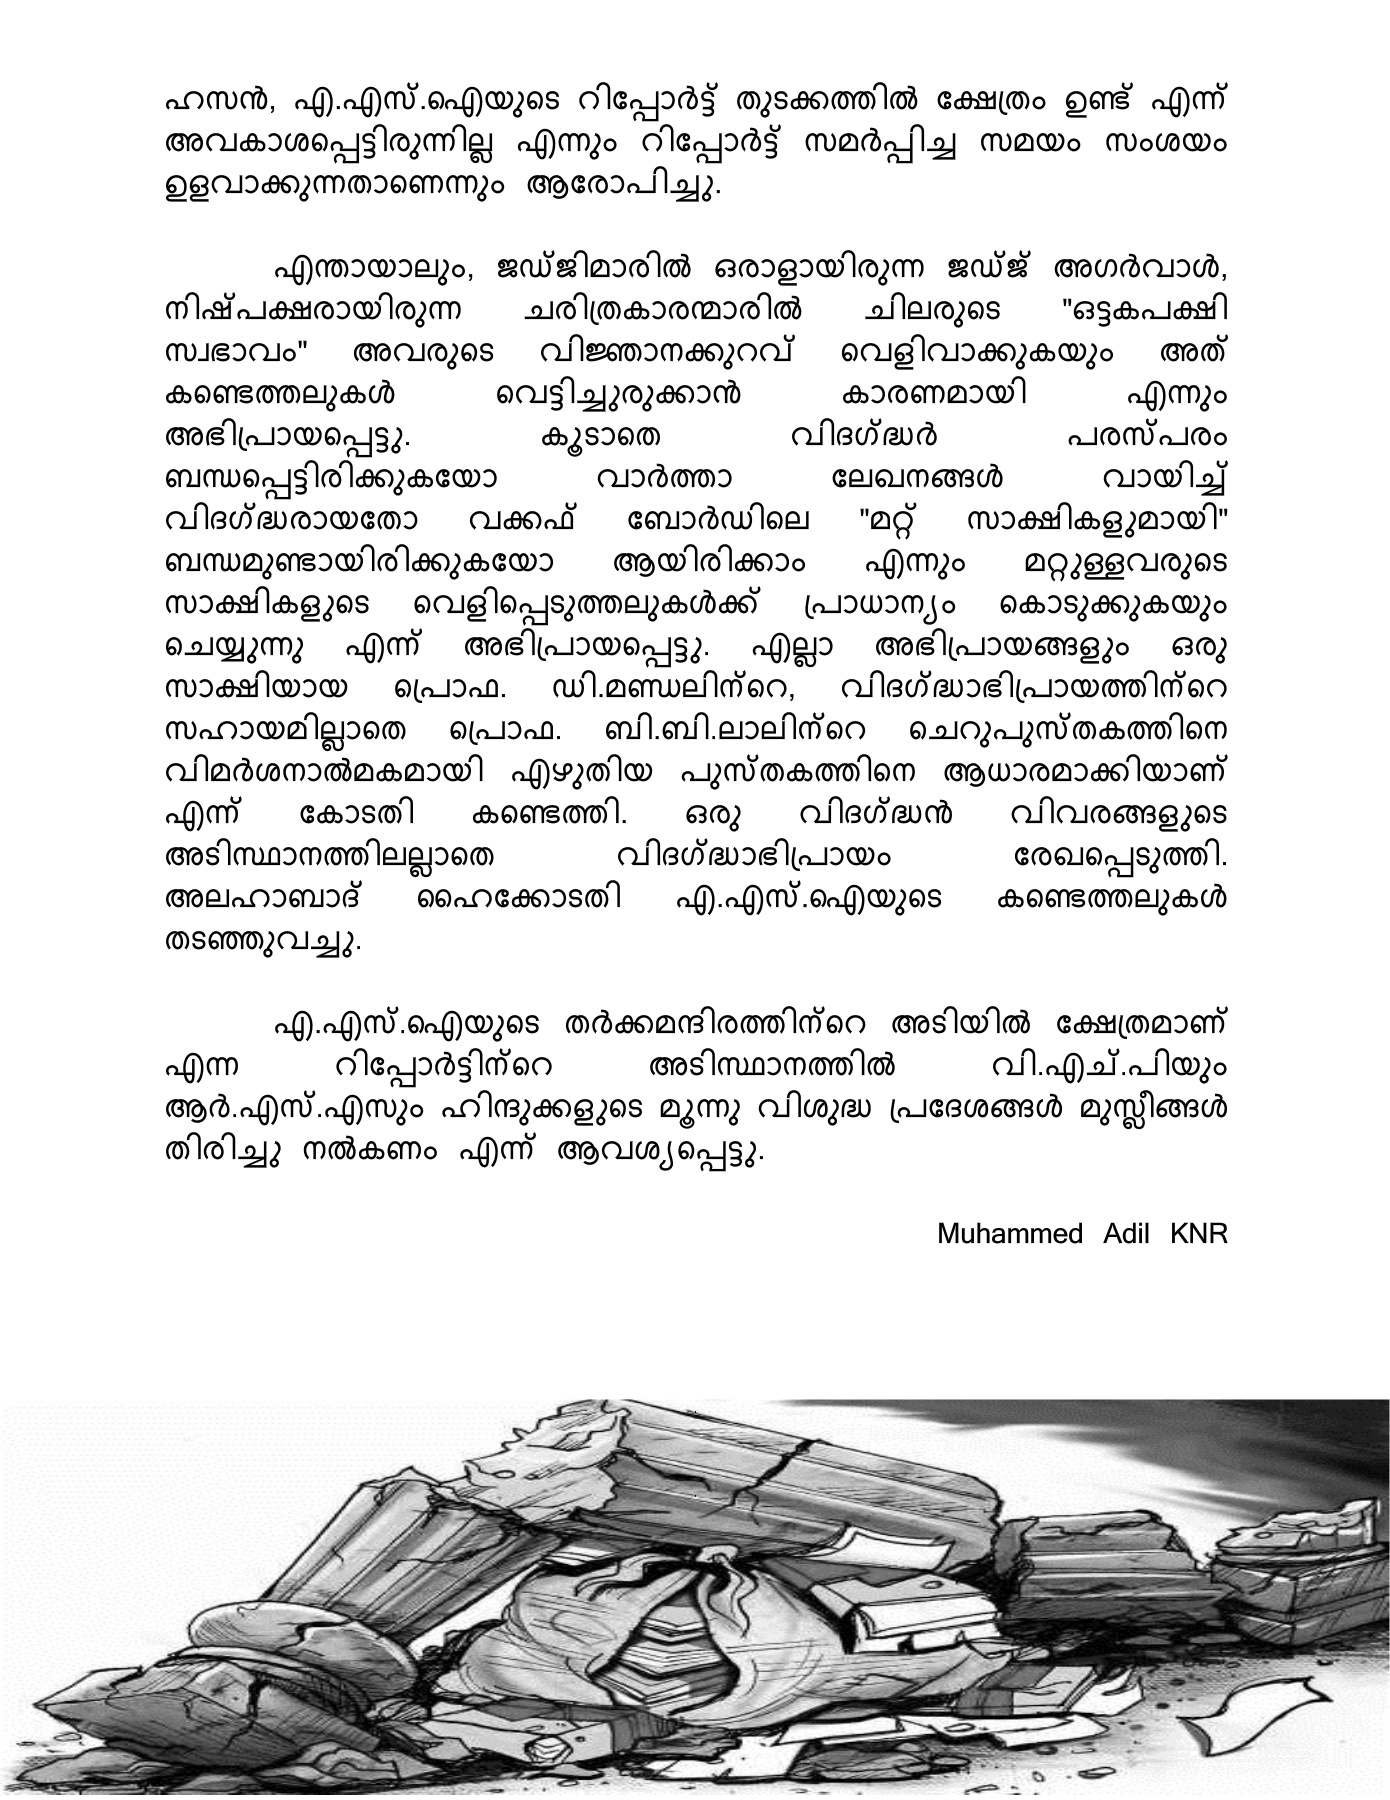 ഹസൻ, എ.എസ്.ഐയുടെ റിപ്പോർട്ട് തുടക്കത്തിൽ ക്ഷേത്രം ഉണ്ട് എന്ന്
അവകാശപ്പെട്ടിരുന്നില്ല എന്നും റിപ്പോർട്ട് സമർപ്പിച്ച സമയം സംശയം
ഉളവാക്കുന്നതാണെന്നും ആരോപിച്ചു.
എന്തായാലും, ജഡ്ജിമാരിൽ ഒരാളായിരുന്ന ജഡ്ജ് അഗർവാൾ,
നിഷ്പക്ഷരായിരുന്ന ചരിത്രകാരന്മാരിൽ ചിലരുടെ "ഒട്ടകപക്ഷി
സ്വഭാവം" അവരുടെ വിജ്ഞാനക്കുറവ് വെളിവാക്കുകയും അത്
കണ്ടെത്തലുകൾ വെട്ടിച്ചുരുക്കാൻ കാരണമായി എന്നും
അഭിപ്രായപ്പെട്ടു. കൂടാതെ വിദഗ്ദ്ധർ പരസ്പരം
ബന്ധപ്പെട്ടിരിക്കുകയോ വാർത്താ ലേഖനങ്ങൾ വായിച്ച്
വിദഗ്ദ്ധരായതോ വക്കഫ് ബോർഡിലെ "മറ്റ് സാക്ഷികളുമായി"
ബന്ധമുണ്ടായിരിക്കുകയോ ആയിരിക്കാം എന്നും മറ്റുള്ളവരുടെ
സാക്ഷികളുടെ വെളിപ്പെടുത്തലുകൾക്ക് പ്രാധാന്യം കൊടുക്കുകയും
ചെയ്യുന്നു എന്ന് അഭിപ്രായപ്പെട്ടു. എല്ലാ അഭിപ്രായങ്ങളും ഒരു
സാക്ഷിയായ പ്രൊഫ. ഡി.മണ്ഡലിന്റെ, വിദഗ്ദ്ധാഭിപ്രായത്തിന്റെ
സഹായമില്ലാതെ പ്രൊഫ. ബി.ബി.ലാലിന്റെ ചെറുപുസ്തകത്തിനെ
വിമർശനാൽമകമായി എഴുതിയ പുസ്തകത്തിനെ ആധാരമാക്കിയാണ്
എന്ന് കോടതി കണ്ടെത്തി. ഒരു വിദഗ്ദ്ധൻ വിവരങ്ങളുടെ
അടിസ്ഥാനത്തിലല്ലാതെ വിദഗ്ദ്ധാഭിപ്രായം രേഖപ്പെടുത്തി.
അലഹാബാദ് ഹൈക്കോടതി എ.എസ്.ഐയുടെ കണ്ടെത്തലുകൾ
തടഞ്ഞുവച്ചു.
എ.എസ്.ഐയുടെ തർക്കമന്ദിരത്തിന്റെ അടിയിൽ ക്ഷേത്രമാണ്
എന്ന റിപ്പോർട്ടിന്റെ അടിസ്ഥാനത്തിൽ വി.എച്.പിയും
ആർ.എസ്.എസും ഹിന്ദുക്കളുടെ മൂന്നു വിശുദ്ധ പ്രദേശങ്ങൾ മുസ്ലീങ്ങൾ
തിരിച്ചു നൽകണം എന്ന് ആവശ്യപ്പെട്ടു.
Muhammed Adil KNR